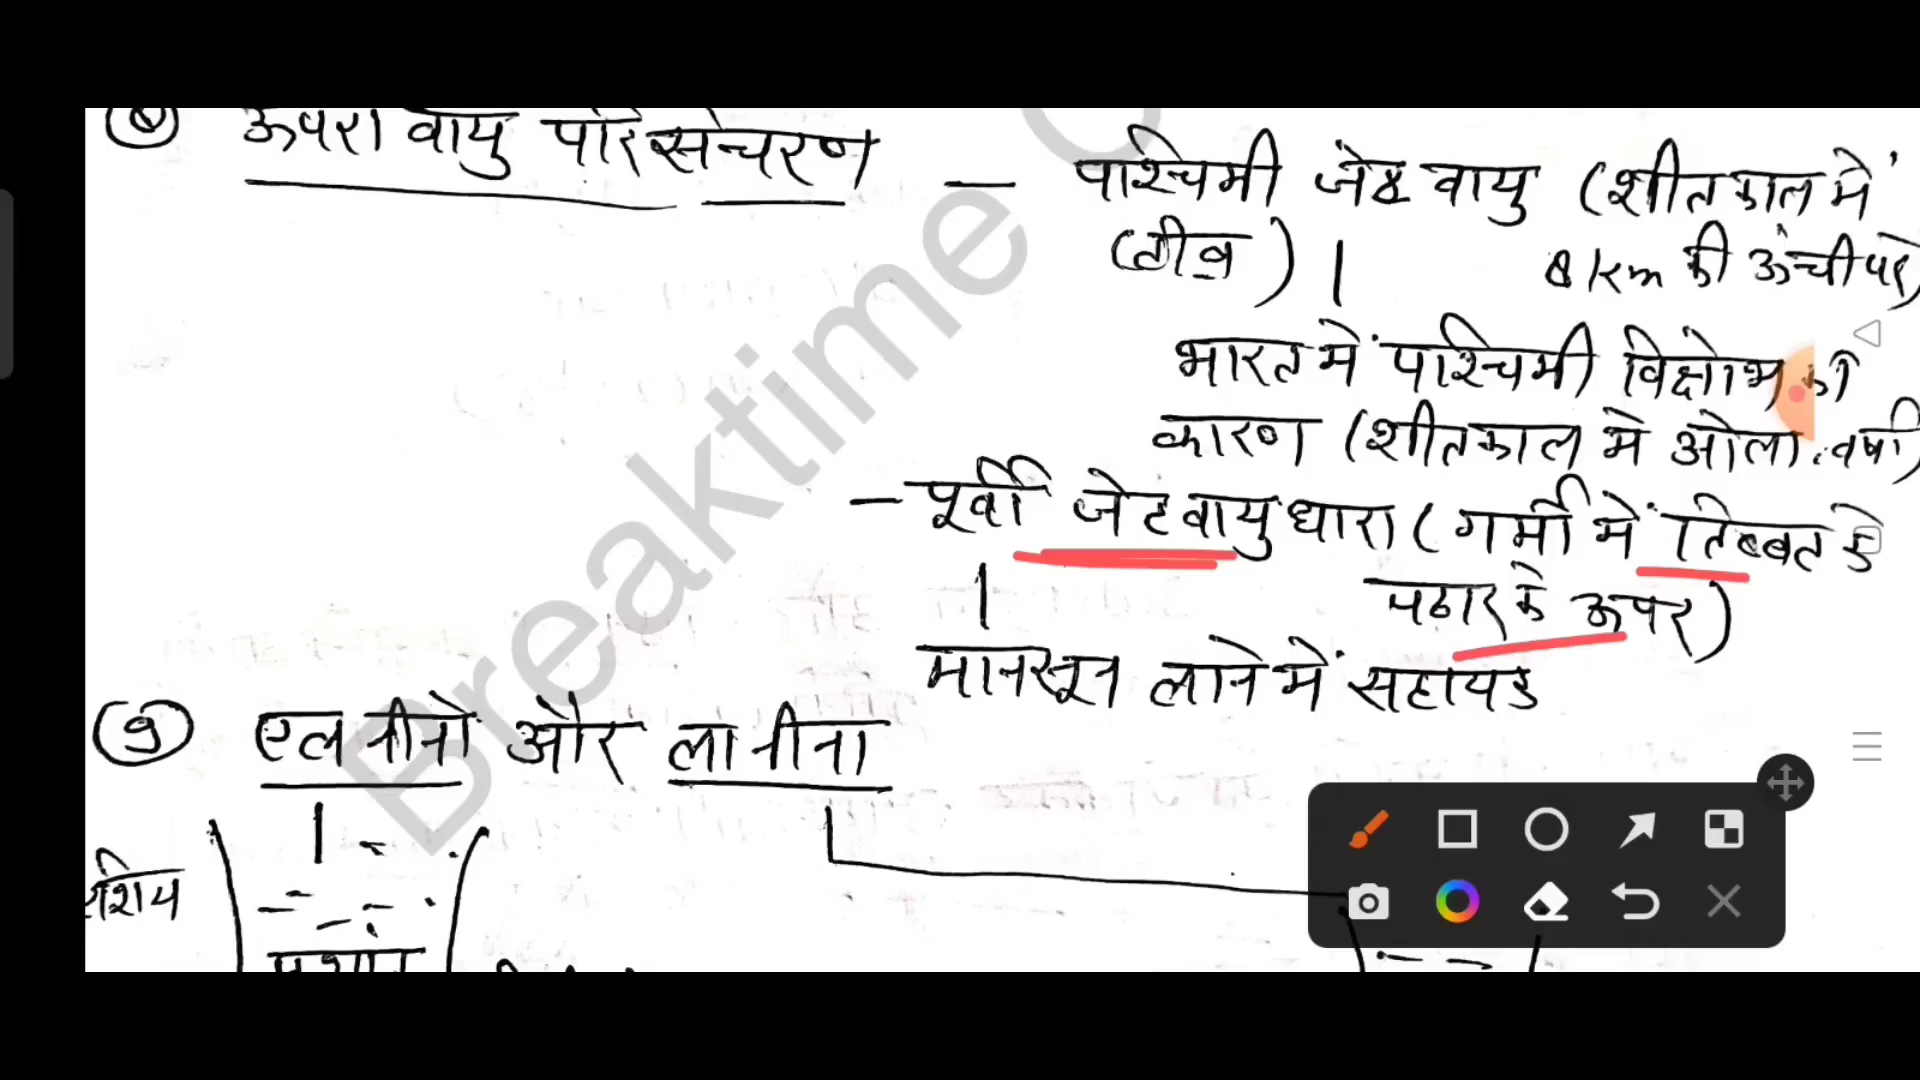 ऊपरी वायु परिसंचरण
— पश्चिमी जेट वायु (शीतकाल में
(तीव्र) 8 km की ऊंची पर)
भारत में पश्चिमी विक्षोभ का
कारण (शीतकाल में ओला वर्षा)
— पूर्वी जेट वायु धारा (गर्मी में तिब्बत के
पठार के ऊपर)
मानसून लाने में सहायक
9 एल नीनो और ला नीना
Breaktime